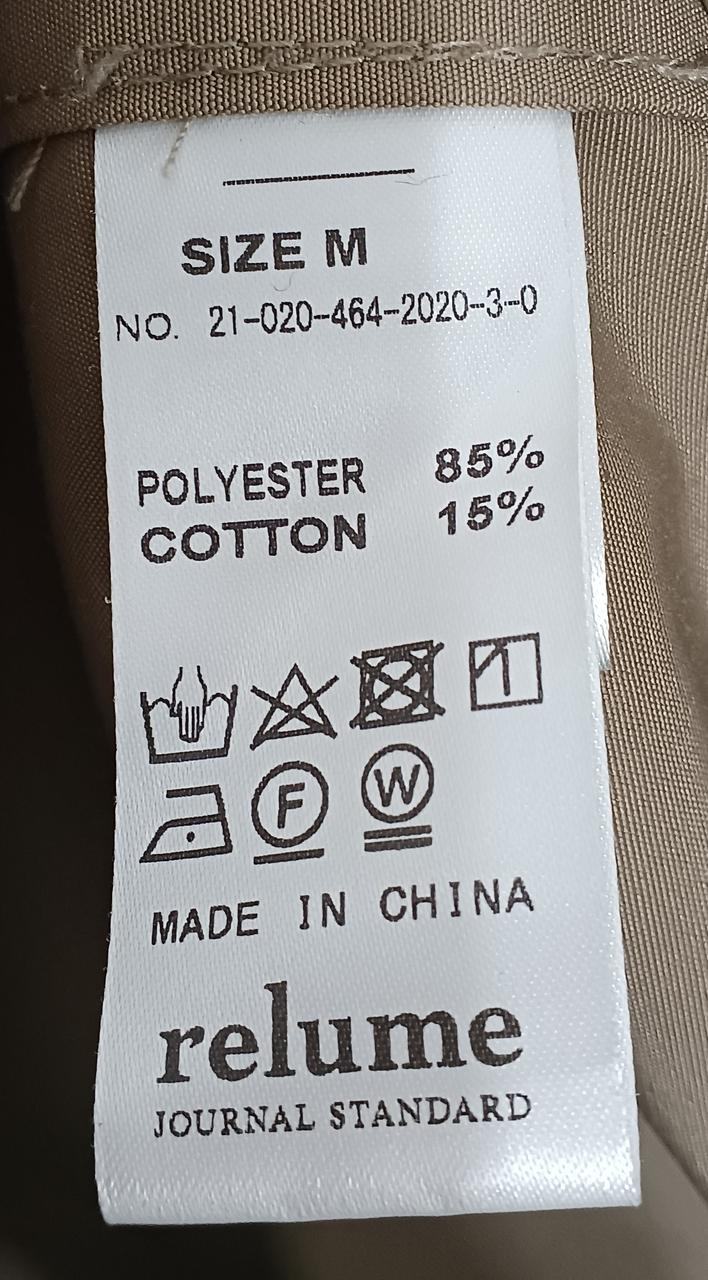 SIZE M
NO. 21-020-464-2020-3-0
POLYESTER 85%
COTTON 15%
F W
MADE IN CHINA
relume
JOURNAL STANDARD